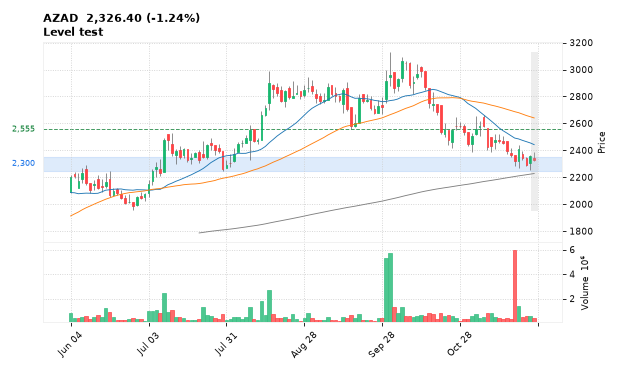 AZAD 2,326.40 (-1.24%)
Level test
3200
3000
2800
2600
2400
2200
2000
1800
Price
2,555
2,300
6
4
2
Volume 10⁶
Jun 04
Jul 03
Jul 31
Aug 28
Sep 28
Oct 28